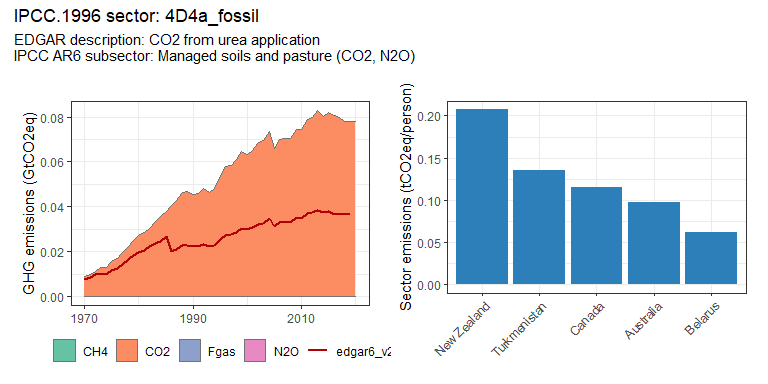 IPCC.1996 sector: 4D4a_fossil
EDGAR description: CO2 from urea application
IPCC AR6 subsector: Managed soils and pasture (CO2, N2O)
GHG emissions (GtCO2eq)
0.08
0.06
0.04
0.02
0.00
1970
1990
2010
CH4
CO2
Fgas
N2O
edgar6_v2
Sector emissions (tCO2eq/person)
0.20
0.15
0.10
0.05
0.00
New Zealand
Turkmenistan
Canada
Australia
Belarus